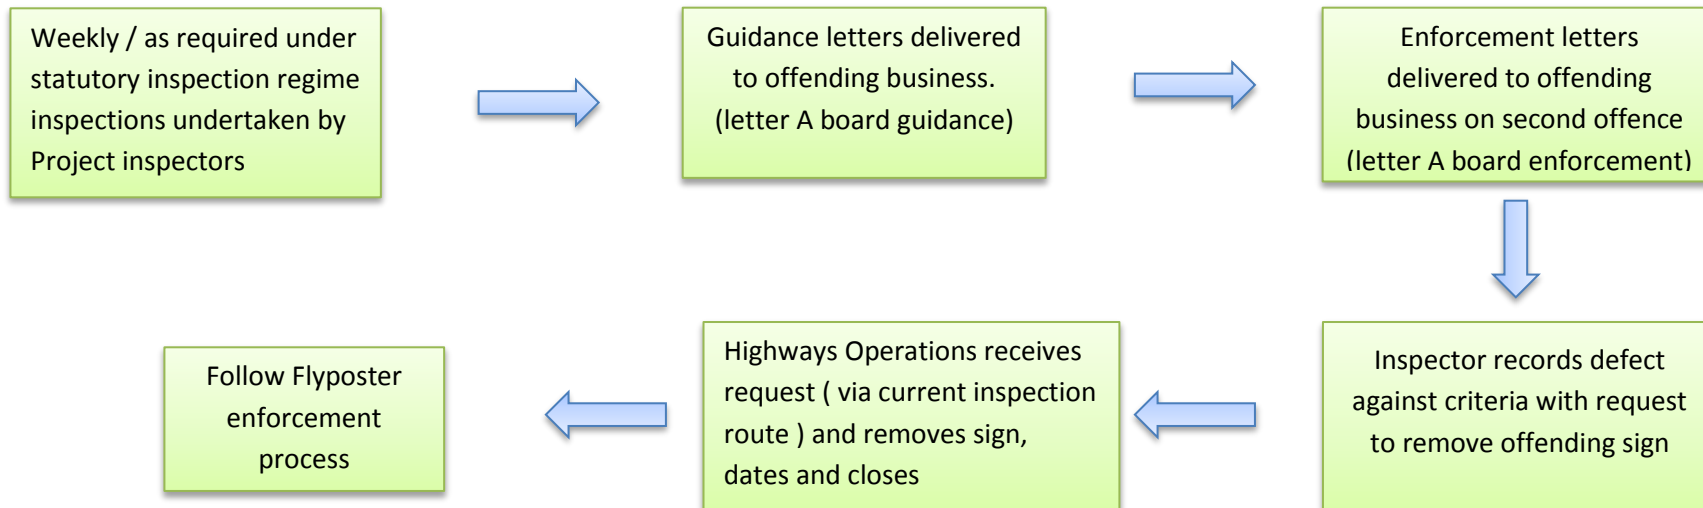 Weekly / as required under
statutory inspection regime
inspections undertaken by
Project inspectors
Guidance letters delivered
to offending business.
(letter A board guidance)
Enforcement letters
delivered to offending
business on second offence
(letter A board enforcement)
Inspector records defect
against criteria with request
to remove offending sign
Highways Operations receives
request ( via current inspection
route ) and removes sign,
dates and closes
Follow Flyposter
enforcement
process